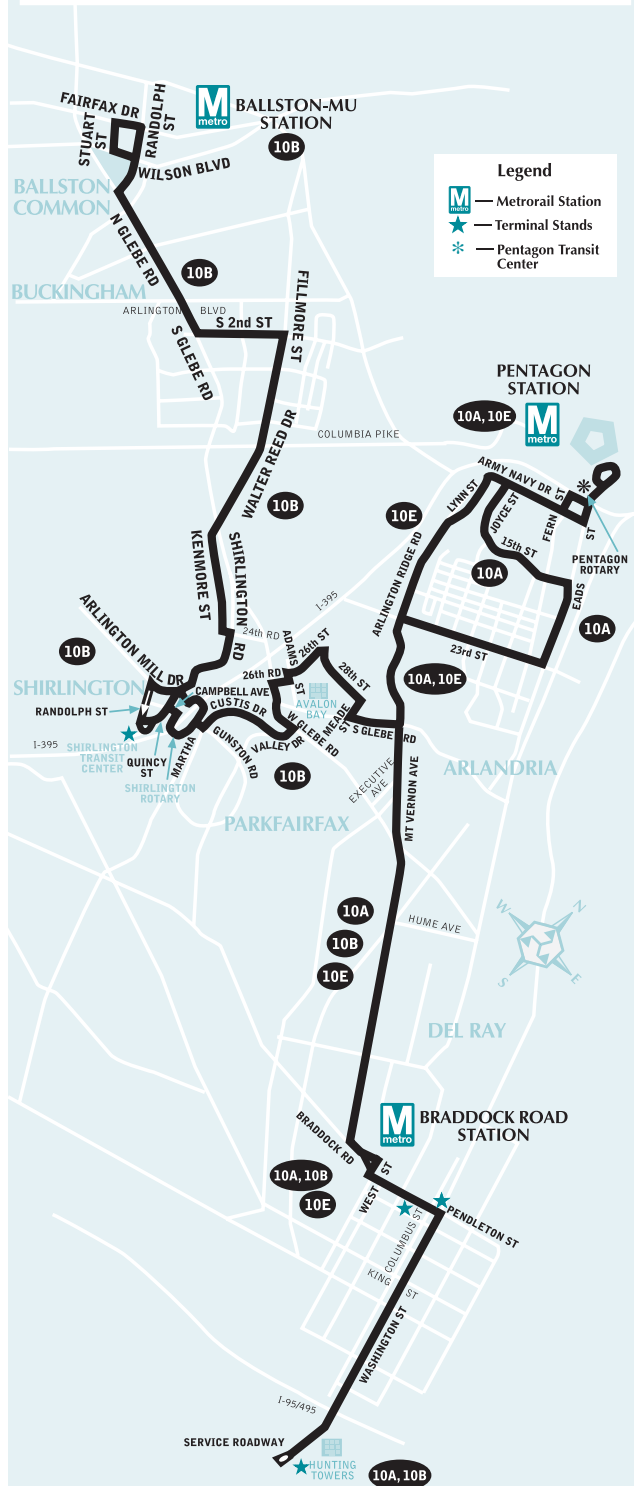 FAIRFAX DR
STUART
ST
RANDOLPH
ST
M
metro
BALLSTON-MU
STATION
10B
WILSON BLVD
BALLSTON
COMMON
N GLEBE RD
10B
BUCKINGHAM
ARLINGTON BLVD
S 2nd ST
S GLEBE RD
FILLMORE ST
Legend
M
metro
Metrorail Station
Terminal Stands
Pentagon Transit
Center
PENTAGON
STATION
10A, 10E
M
metro
COLUMBIA PIKE
WALTER REED DR
10B
ARMY NAVY DR
LYNN ST
JOYCE ST
FERN ST
ST
EADS
PENTAGON
ROTARY
15th ST
10E
10A
10A
ARLINGTON RIDGE RD
23rd ST
10A, 10E
KENMORE ST
SHIRLINGTON
RD
I-395
24th RD
ADAMS
ST
26th ST
26th RD
28th ST
AVALON
BAY
MEADE
ST
W GLEBE RD
S GLEBE RD
ARLINGTON MILL DR
10B
SHIRLINGTON
RANDOLPH ST
CAMPBELL AVE
CUSTIS DR
I-395
SHIRLINGTON
TRANSIT
CENTER
QUINCY
ST
MARTHA
GUNSTON RD
VALLEY DR
10B
SHIRLINGTON
ROTARY
EXECUTIVE
AVE
ARLANDRIA
PARKFAIRFAX
MT VERNON AVE
10A
10B
10E
HUME AVE
W
N
S
E
DEL RAY
M
metro
BRADDOCK ROAD
STATION
BRADDOCK RD
10A, 10B
10E
WEST ST
COLUMBUS ST
PENDLETON ST
KING ST
WASHINGTON ST
I-95/495
SERVICE ROADWAY
HUNTING
TOWERS
10A, 10B